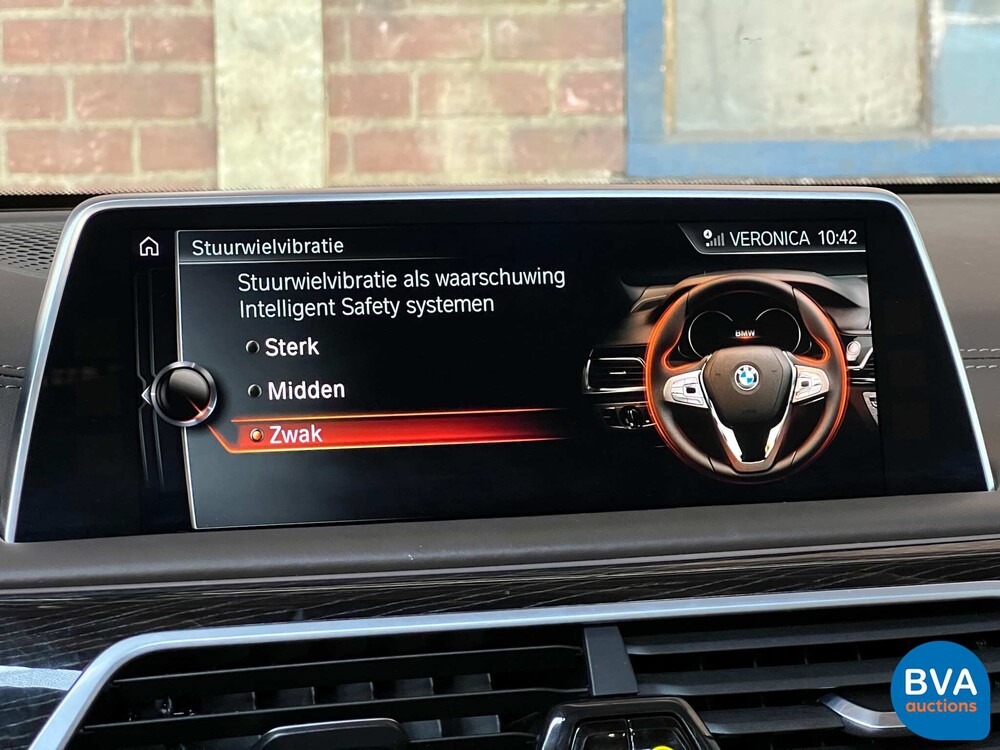 Stuurwielvibratie
VERONICA 10:42
Stuurwielvibratie als waarschuwing
Intelligent Safety systemen
Sterk
Midden
Zwak
BMW
BVA
auctions